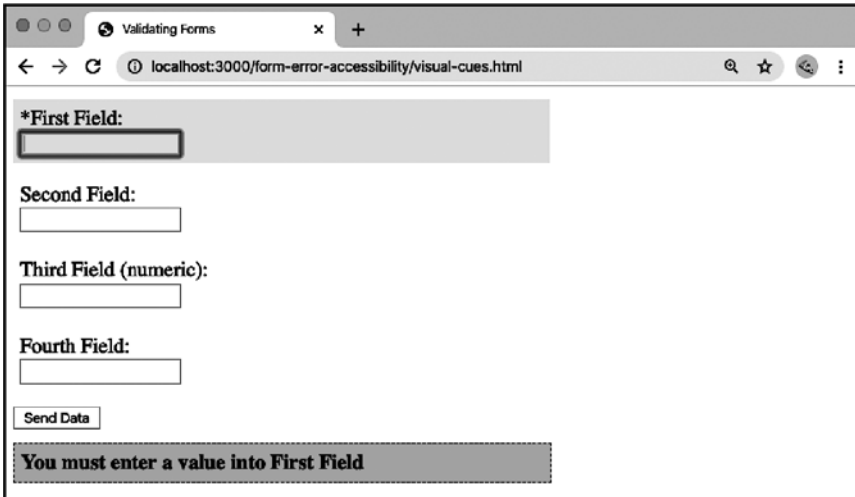 Validating Forms
localhost:3000/form-error-accessibility/visual-cues.html
*First Field:
Second Field:
Third Field (numeric):
Fourth Field:
Send Data
You must enter a value into First Field